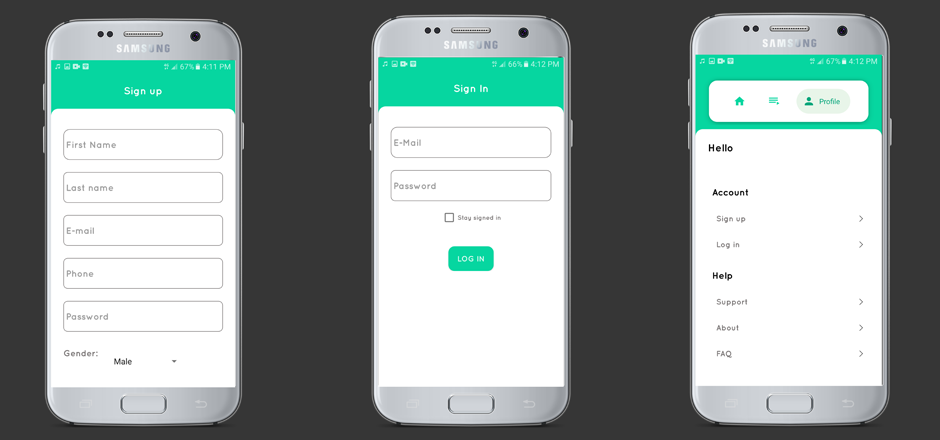 SAMSUNG
67% 4:11 PM
Sign up
First Name
Last name
E-mail
Phone
Password
Gender:
Male
SAMSUNG
66% 4:12 PM
Sign In
E-Mail
Password
Stay signed in
LOG IN
SAMSUNG
67% 4:12 PM
Profile
Hello
Account
Sign up
Log in
Help
Support
About
FAQ